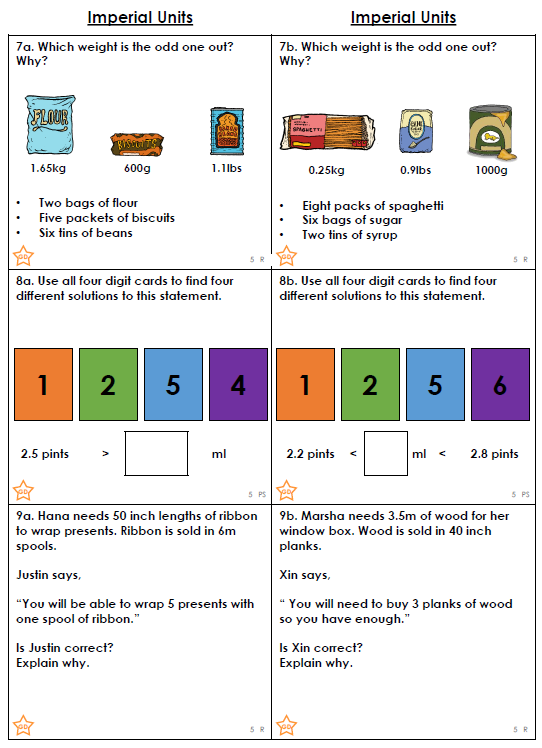 Imperial Units
7a. Which weight is the odd one out?
Why?
FLOUR
BISCUITS
1.65kg
600g
1.1lbs
• Two bags of flour
• Five packets of biscuits
• Six tins of beans
GD
5 R
Imperial Units
7b. Which weight is the odd one out?
Why?
SPAGHETTI
0.25kg
0.9lbs
1000g
• Eight packs of spaghetti
• Six bags of sugar
• Two tins of syrup
GD
5 R
8a. Use all four digit cards to find four
different solutions to this statement.
1 2 5 4
2.5 pints > ml
GD
5 PS
8b. Use all four digit cards to find four
different solutions to this statement.
1 2 5 6
2.2 pints < ml < 2.8 pints
GD
5 PS
9a. Hana needs 50 inch lengths of ribbon
to wrap presents. Ribbon is sold in 6m
spools.
Justin says,
“You will be able to wrap 5 presents with
one spool of ribbon.”
Is Justin correct?
Explain why.
GD
5 R
9b. Marsha needs 3.5m of wood for her
window box. Wood is sold in 40 inch
planks.
Xin says,
“ You will need to buy 3 planks of wood
so you have enough.”
Is Xin correct?
Explain why.
GD
5 R